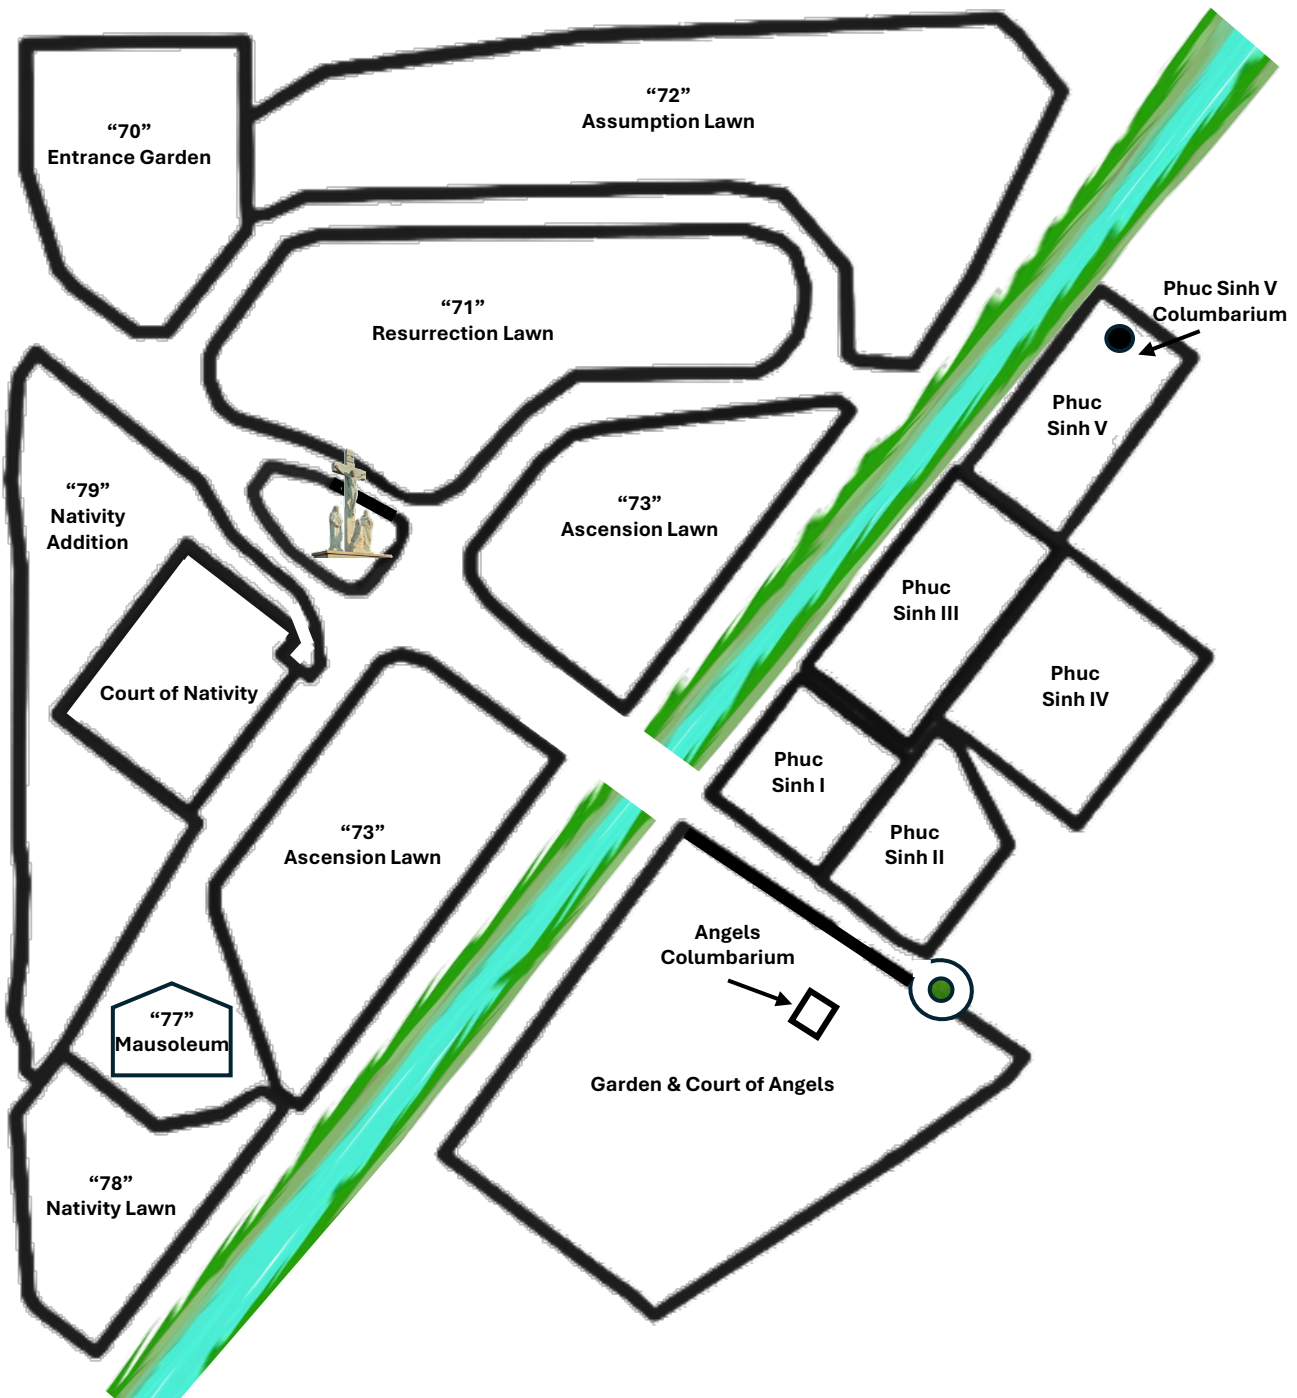 “70”
Entrance Garden
“72”
Assumption Lawn
“71”
Resurrection Lawn
Phuc Sinh V
Columbarium
Phuc
Sinh V
“79”
Nativity
Addition
“73”
Ascension Lawn
Phuc
Sinh III
Phuc
Sinh IV
Court of Nativity
Phuc
Sinh I
“73”
Ascension Lawn
Phuc
Sinh II
Angels
Columbarium
“77”
Mausoleum
Garden & Court of Angels
“78”
Nativity Lawn